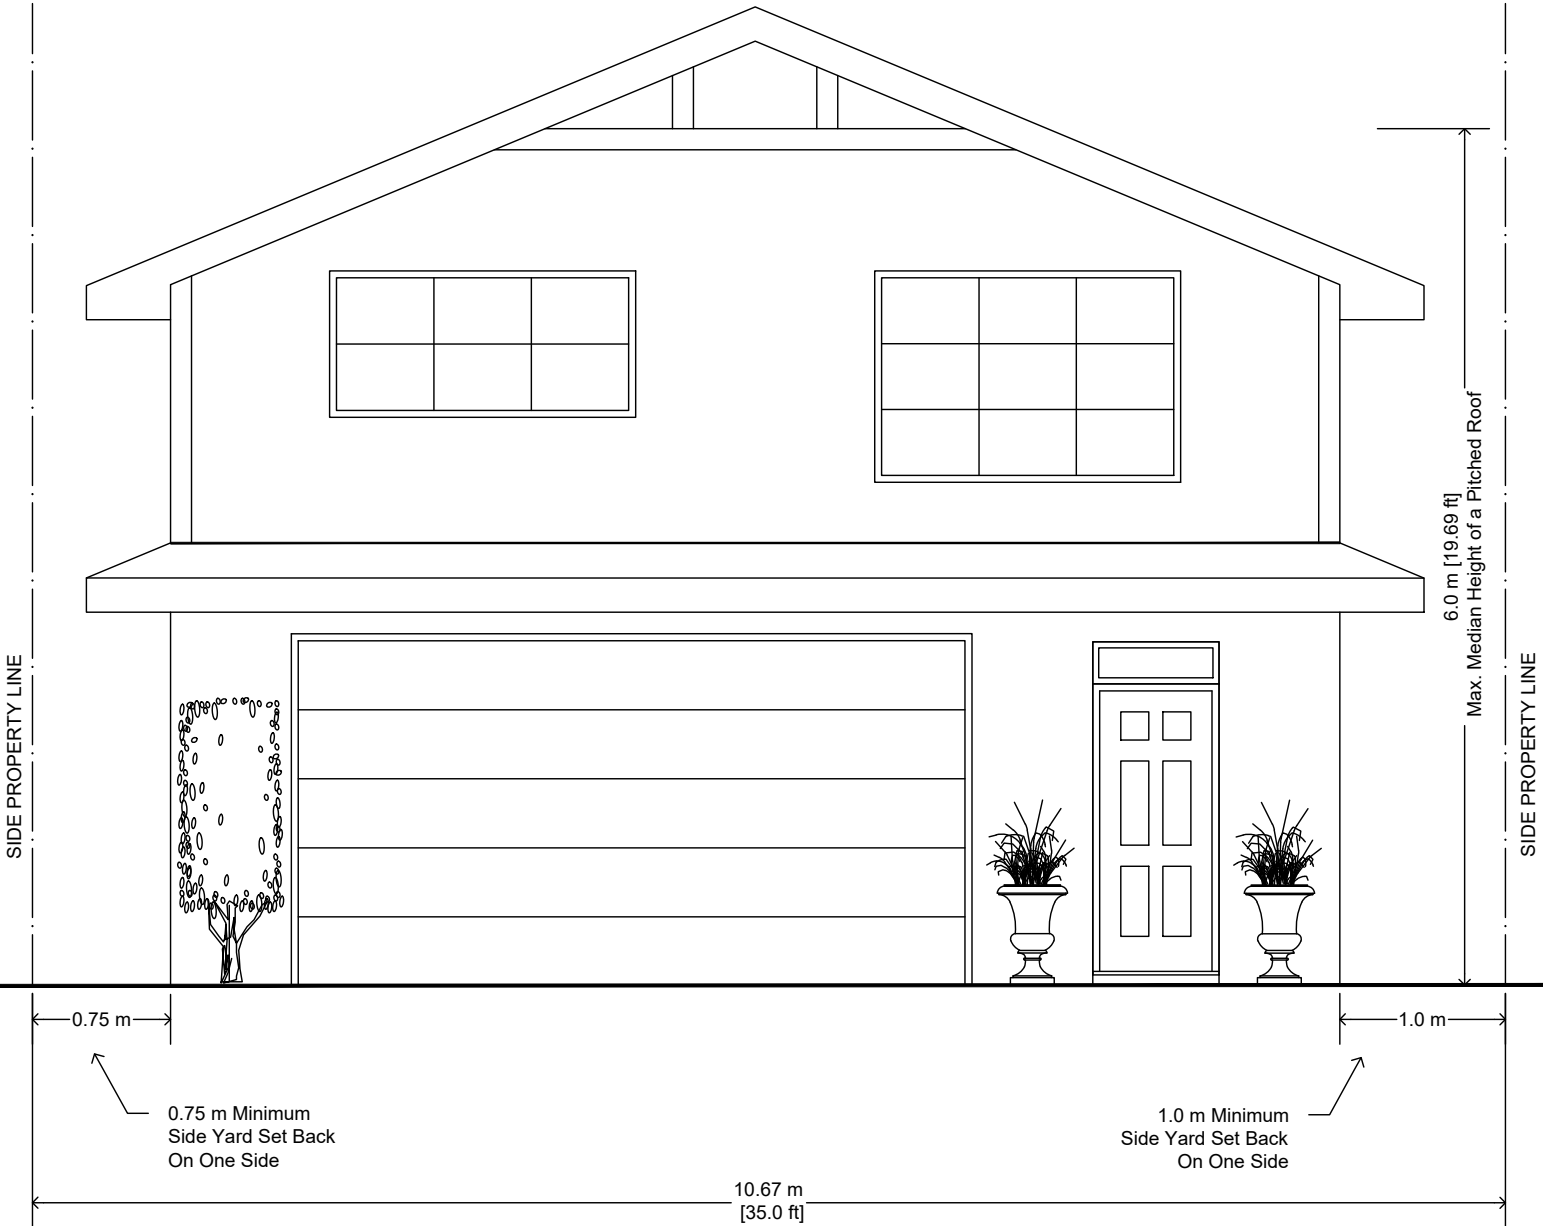 6.0 m [19.69 ft]
Max. Median Height of a Pitched Roof
SIDE PROPERTY LINE
SIDE PROPERTY LINE
0.75 m
1.0 m
0.75 m Minimum
Side Yard Set Back
On One Side
1.0 m Minimum
Side Yard Set Back
On One Side
10.67 m
[35.0 ft]